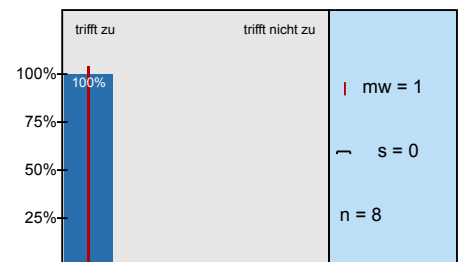 trifft zu trifft nicht zu
100%
100%
75%
50%
25%
mw = 1
s = 0
n = 8